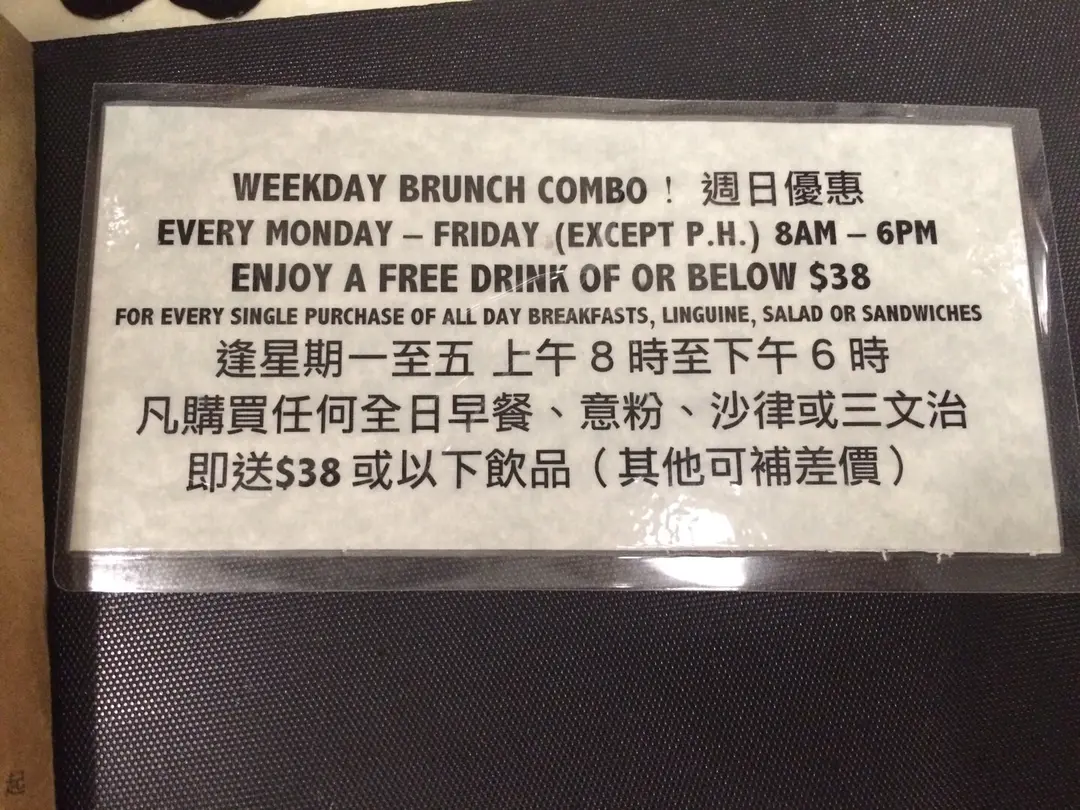 WEEKDAY BRUNCH COMBO！ 週日優惠
EVERY MONDAY – FRIDAY (EXCEPT P.H.) 8AM – 6PM
ENJOY A FREE DRINK OF OR BELOW $38
FOR EVERY SINGLE PURCHASE OF ALL DAY BREAKFASTS, LINGUINE, SALAD OR SANDWICHES
逢星期一至五 上午 8 時至下午 6 時
凡購買任何全日早餐、意粉、沙律或三文治
即送$38 或以下飲品（其他可補差價）
起